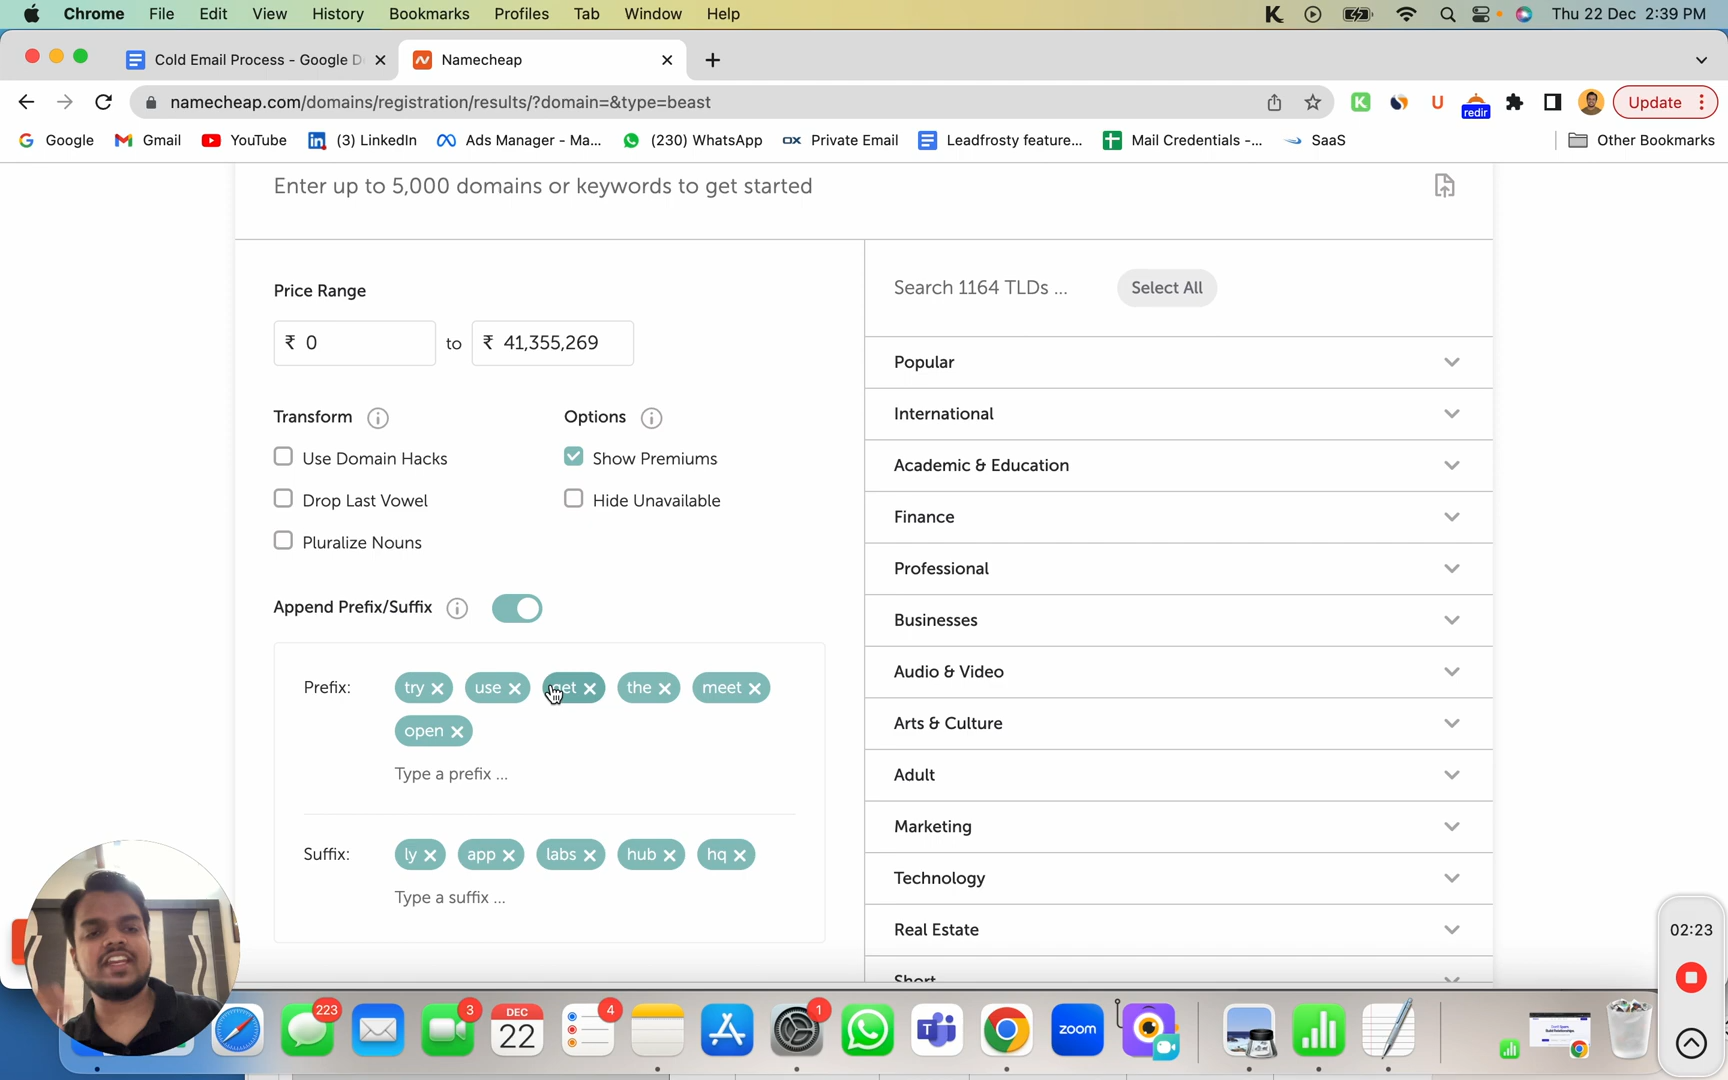 Chrome File Edit View History Bookmarks Profiles Tab Window Help
Thu 22 Dec 2:39 PM
Cold Email Process - Google D
Namecheap
namecheap.com/domains/registration/results/?domain=&type=beast
redir
Update
Google Gmail YouTube (3) LinkedIn Ads Manager - Ma... (230) WhatsApp Private Email Leadfrosty feature... Mail Credentials -... SaaS Other Bookmarks
Enter up to 5,000 domains or keywords to get started
Price Range
₹ 0 to ₹ 41,355,269
Transform
Options
Use Domain Hacks
Show Premiums
Drop Last Vowel
Hide Unavailable
Pluralize Nouns
Append Prefix/Suffix
Prefix: try use get the meet
open
Type a prefix ...
Suffix: ly app labs hub hq
Type a suffix ...
Search 1164 TLDs ...
Select All
Popular
International
Academic & Education
Finance
Professional
Businesses
Audio & Video
Arts & Culture
Adult
Marketing
Technology
Real Estate
Short
02:23
223
3
DEC
22
4
1
zoom